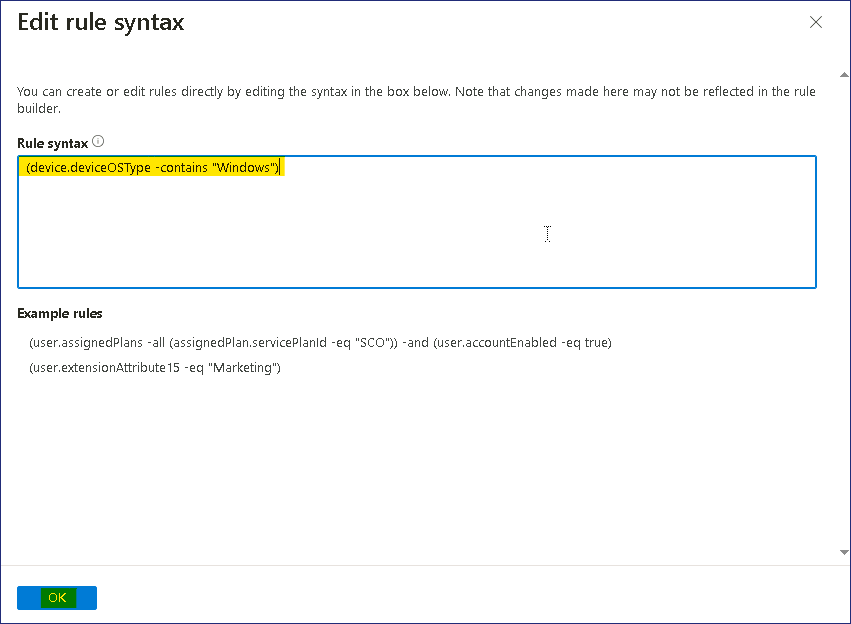 Edit rule syntax
You can create or edit rules directly by editing the syntax in the box below. Note that changes made here may not be reflected in the rule
builder.
Rule syntax
(device.deviceOSType -contains "Windows")
Example rules
(user.assignedPlans -all (assignedPlan.servicePlanId -eq "SCO")) -and (user.accountEnabled -eq true)
(user.extensionAttribute15 -eq "Marketing")
OK